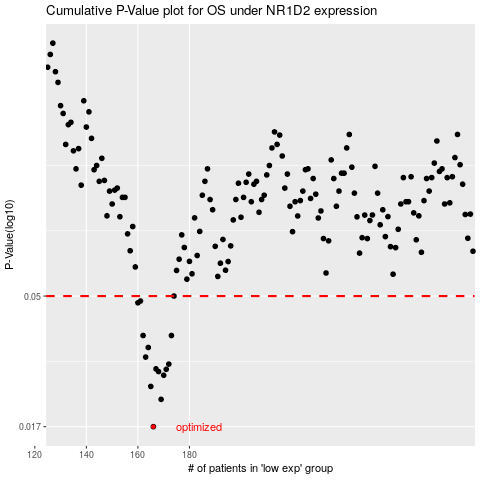 Cumulative P-Value plot for OS under NR1D2 expression
P-Value(log10)
0.05
0.017
optimized
120 140 160 180
# of patients in 'low exp' group